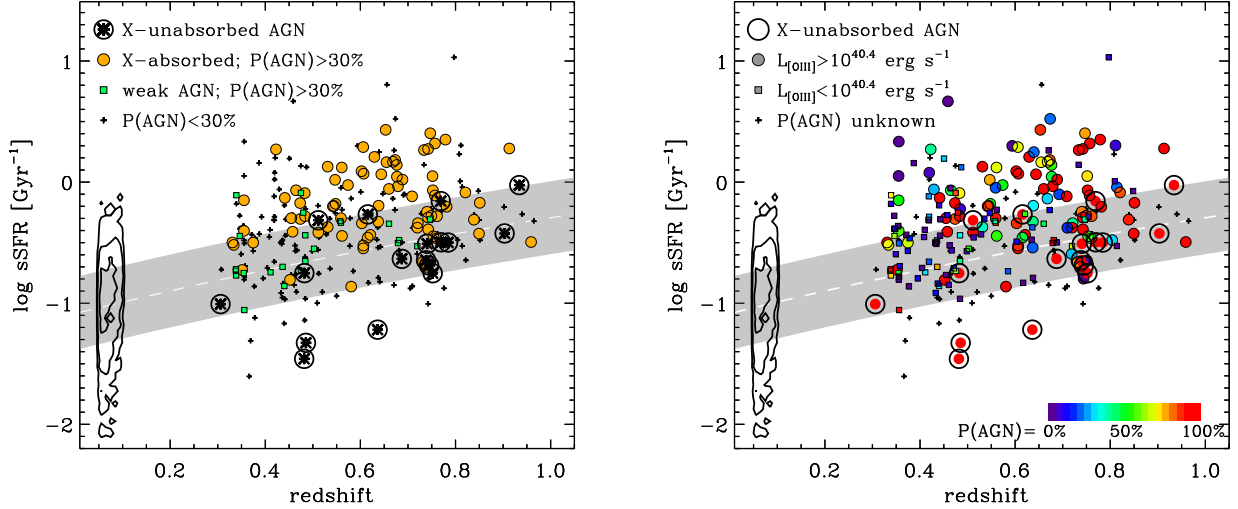 X-unabsorbed AGN
X-absorbed; P(AGN)>30%
weak AGN; P(AGN)>30%
P(AGN)<30%
log sSFR [Gyr⁻¹]
1
0
−1
−2
0.2 0.4 0.6 0.8 1.0
redshift
X-unabsorbed AGN
L[OIII]>10^40.4 erg s⁻¹
L[OIII]<10^40.4 erg s⁻¹
P(AGN) unknown
log sSFR [Gyr⁻¹]
1
0
−1
−2
P(AGN)= 0% 50% 100%
0.2 0.4 0.6 0.8 1.0
redshift